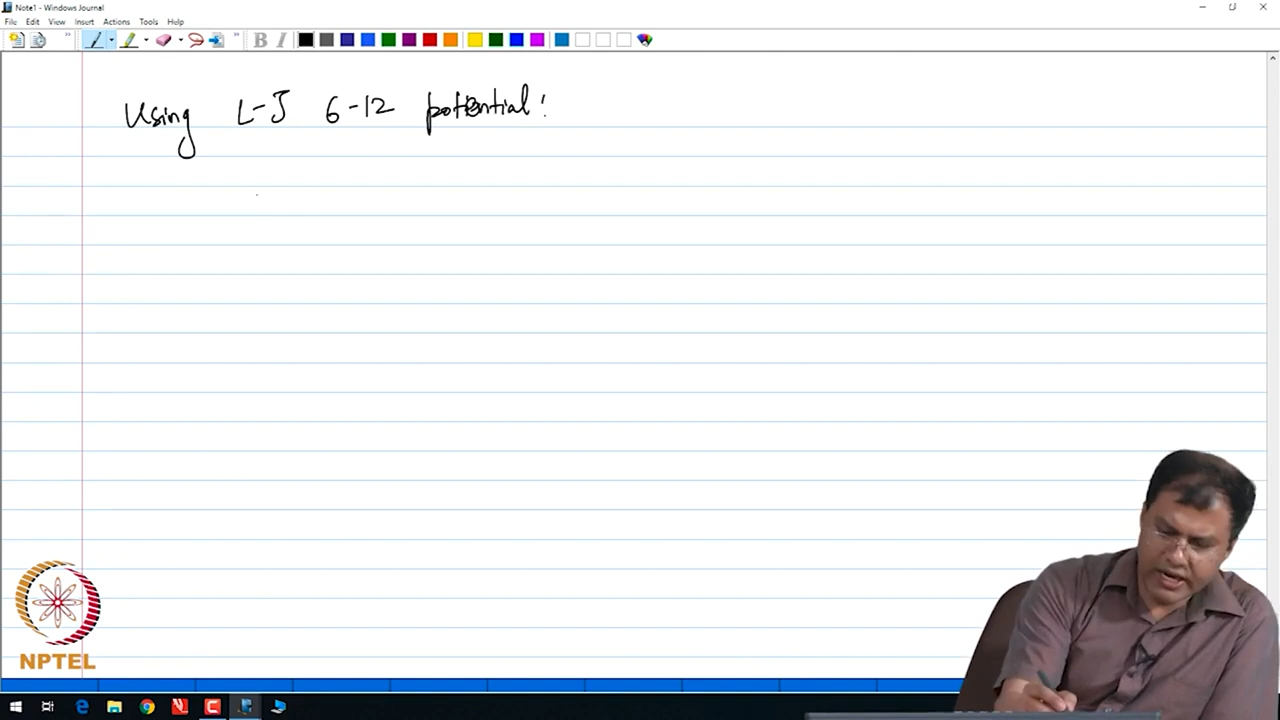 Note1 - Windows Journal
File Edit View Insert Actions Tools Help
B I
Using L-J 6-12 potential:
NPTEL